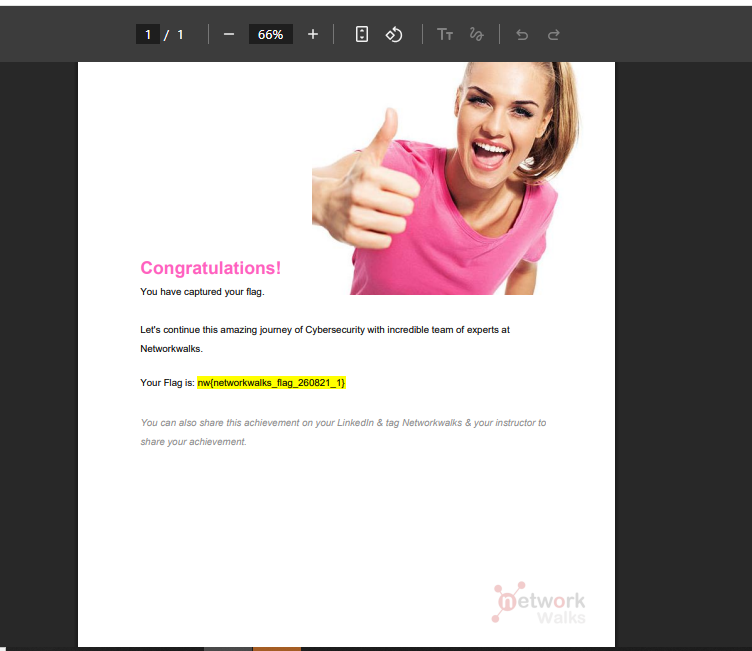 1 / 1
66%
Congratulations!
You have captured your flag.
Let's continue this amazing journey of Cybersecurity with incredible team of experts at
Networkwalks.
Your Flag is: nw{networkwalks_flag_260821_1}
You can also share this achievement on your LinkedIn & tag Networkwalks & your instructor to
share your achievement.
network
Walks